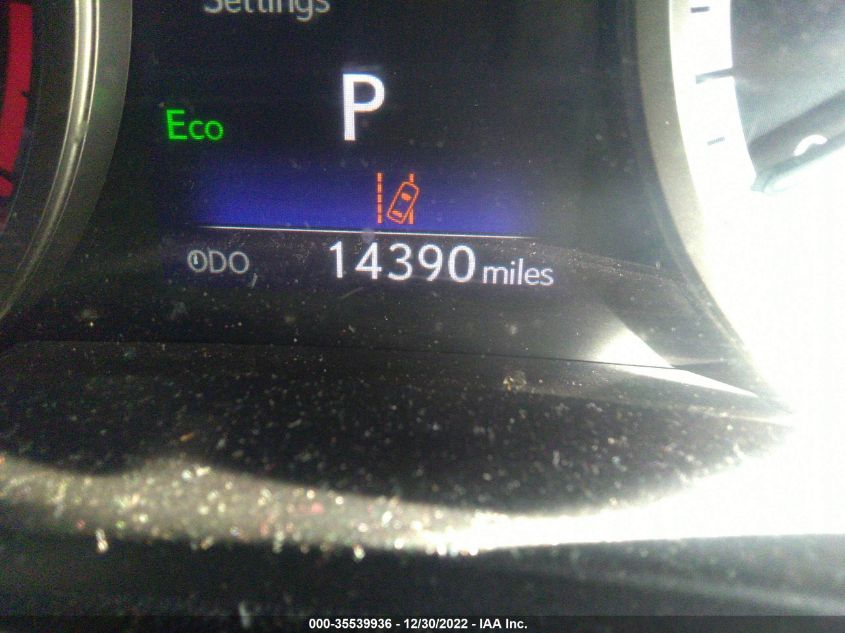 Settings
P
Eco
ODO 14390 miles
000-35539936 - 12/30/2022 - IAA Inc.